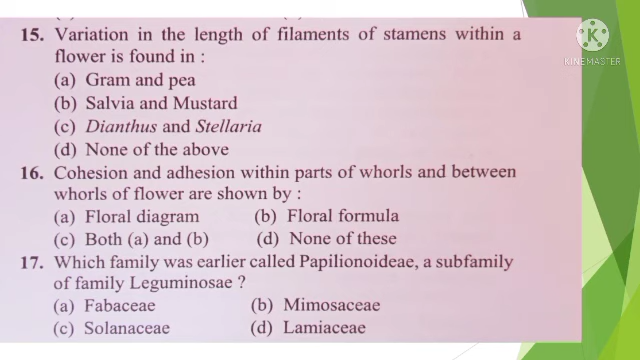 15. Variation in the length of filaments of stamens within a
flower is found in :
(a) Gram and pea
(b) Salvia and Mustard
(c) Dianthus and Stellaria
(d) None of the above
16. Cohesion and adhesion within parts of whorls and between
whorls of flower are shown by :
(a) Floral diagram (b) Floral formula
(c) Both (a) and (b) (d) None of these
17. Which family was earlier called Papilionoideae, a subfamily
of family Leguminosae ?
(a) Fabaceae (b) Mimosaceae
(c) Solanaceae (d) Lamiaceae
KINEMASTER